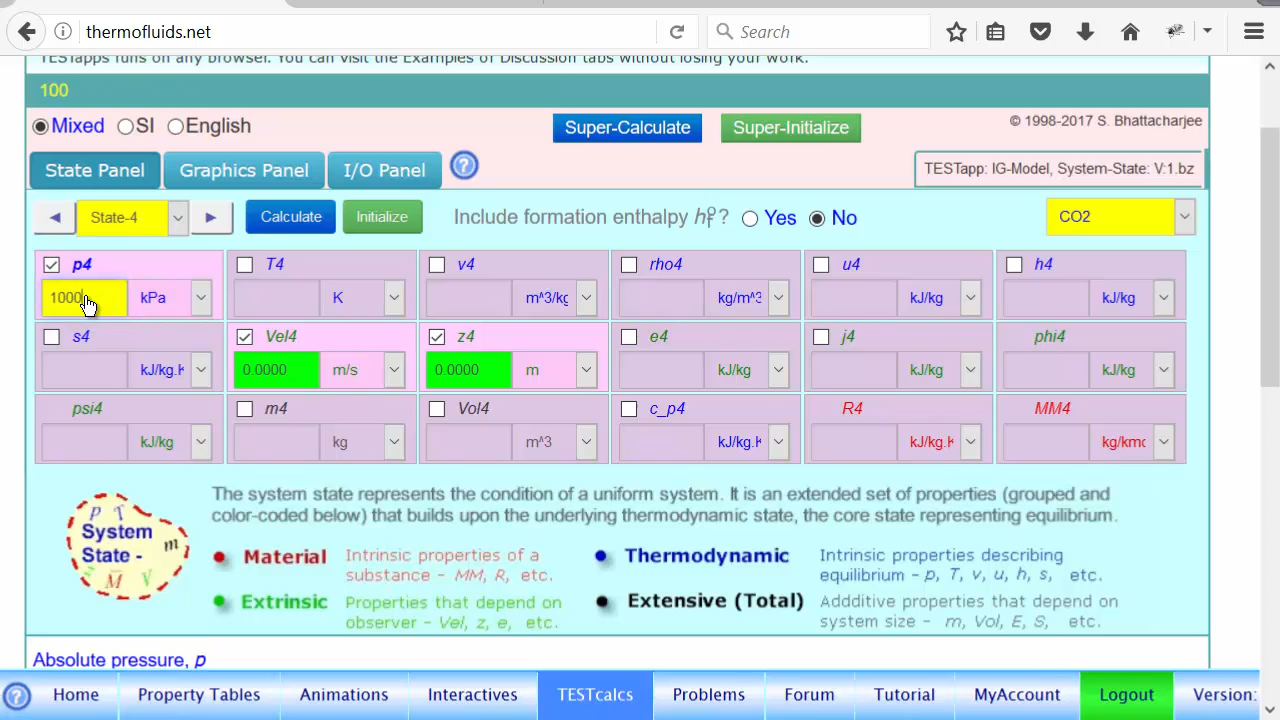 thermofluids.net
Search
TESTapps runs on any browser. You can visit the Examples of Discussion tabs without losing your work.
100
Mixed SI English Super-Calculate Super-Initialize © 1998-2017 S. Bhattacharjee
State Panel Graphics Panel I/O Panel ? TESTapp: IG-Model, System-State: V:1.bz
State-4 Calculate Initialize Include formation enthalpy h°f ? Yes No CO2
p4 T4 v4 rho4 u4 h4
1000 kPa K m^3/kg kg/m^3 kJ/kg kJ/kg
s4 Vel4 z4 e4 j4 phi4
kJ/kg.K 0.0000 m/s 0.0000 m kJ/kg kJ/kg kJ/kg
psi4 m4 Vol4 c_p4 R4 MM4
kJ/kg kg m^3 kJ/kg.K kJ/kg.K kg/kmo
The system state represents the condition of a uniform system. It is an extended set of properties (grouped and
color-coded below) that builds upon the underlying thermodynamic state, the core state representing equilibrium.
p T
System
State - m
z M V
Material Intrinsic properties of a
substance - MM, R, etc.
Thermodynamic Intrinsic properties describing
equilibrium - p, T, v, u, h, s, etc.
Extrinsic Properties that depend on
observer - Vel, z, e, etc.
Extensive (Total) Addditive properties that depend on
system size - m, Vol, E, S, etc.
Absolute pressure, p
? Home Property Tables Animations Interactives TESTcalcs Problems Forum Tutorial MyAccount Logout Version: